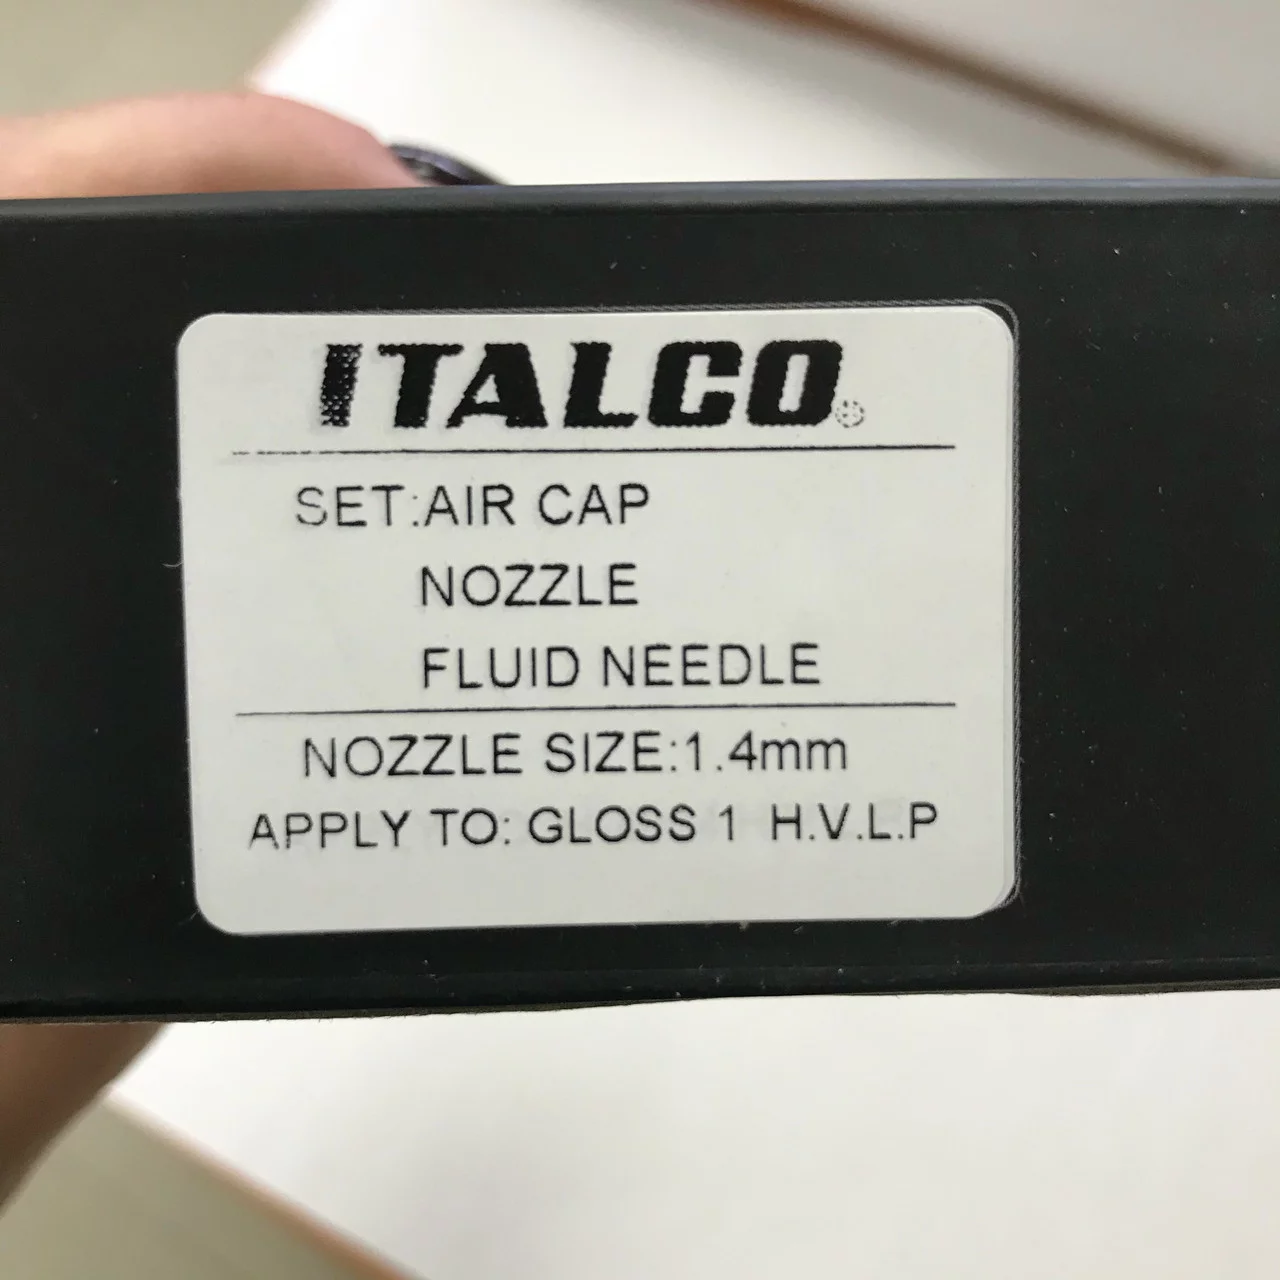 ITALCO
SET:AIR CAP
NOZZLE
FLUID NEEDLE
NOZZLE SIZE:1.4mm
APPLY TO: GLOSS 1 H.V.L.P